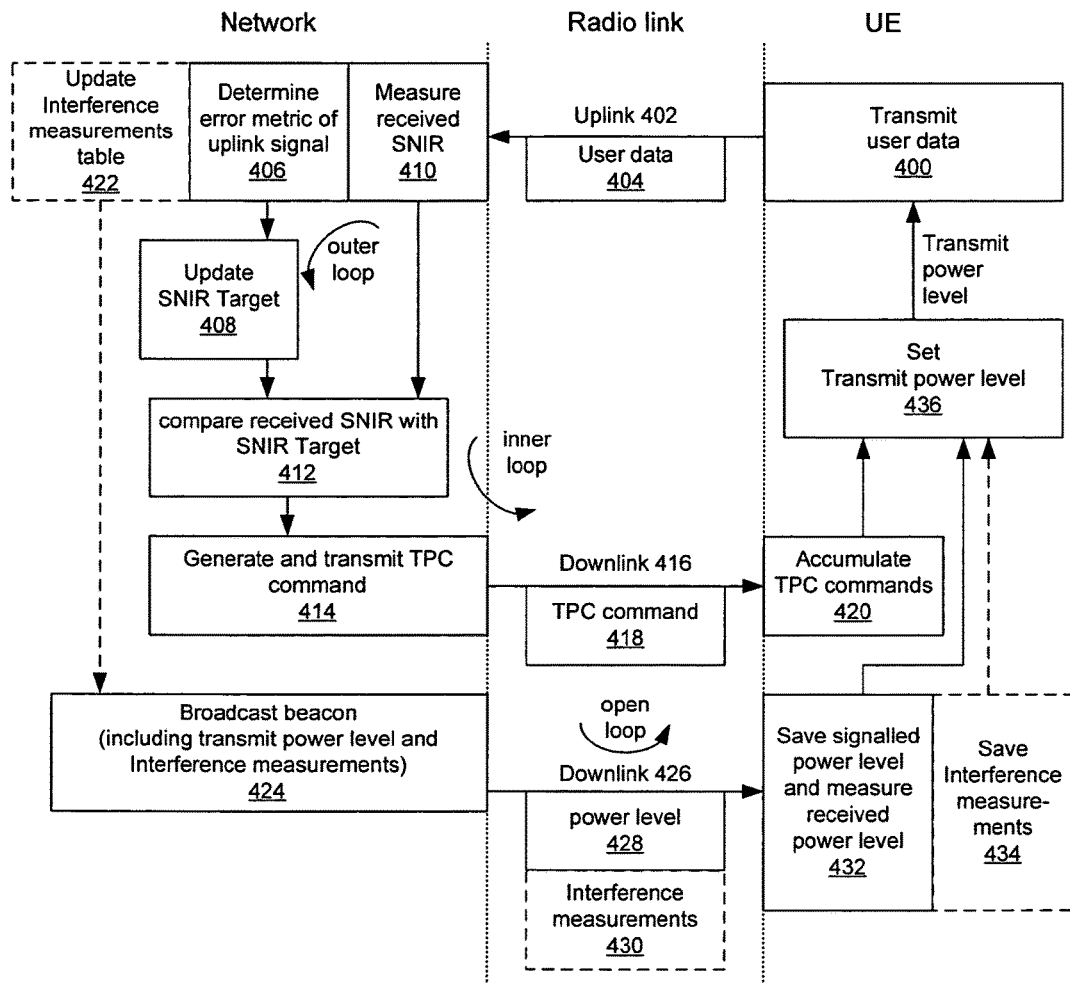 Network
Radio link
UE
Update
Interference
measurements
table
422
Determine
error metric of
uplink signal
406
Measure
received
SNIR
410
Uplink 402
User data
404
Transmit
user data
400
outer
loop
Update
SNIR Target
408
Transmit
power
level
Set
Transmit power level
436
compare received SNIR with
SNIR Target
412
inner
loop
Generate and transmit TPC
command
414
Downlink 416
TPC command
418
Accumulate
TPC commands
420
Broadcast beacon
(including transmit power level and
Interference measurements)
424
open
loop
Downlink 426
power level
428
Interference
measurements
430
Save signalled
power level
and measure
received
power level
432
Save
Interference
measure-
ments
434